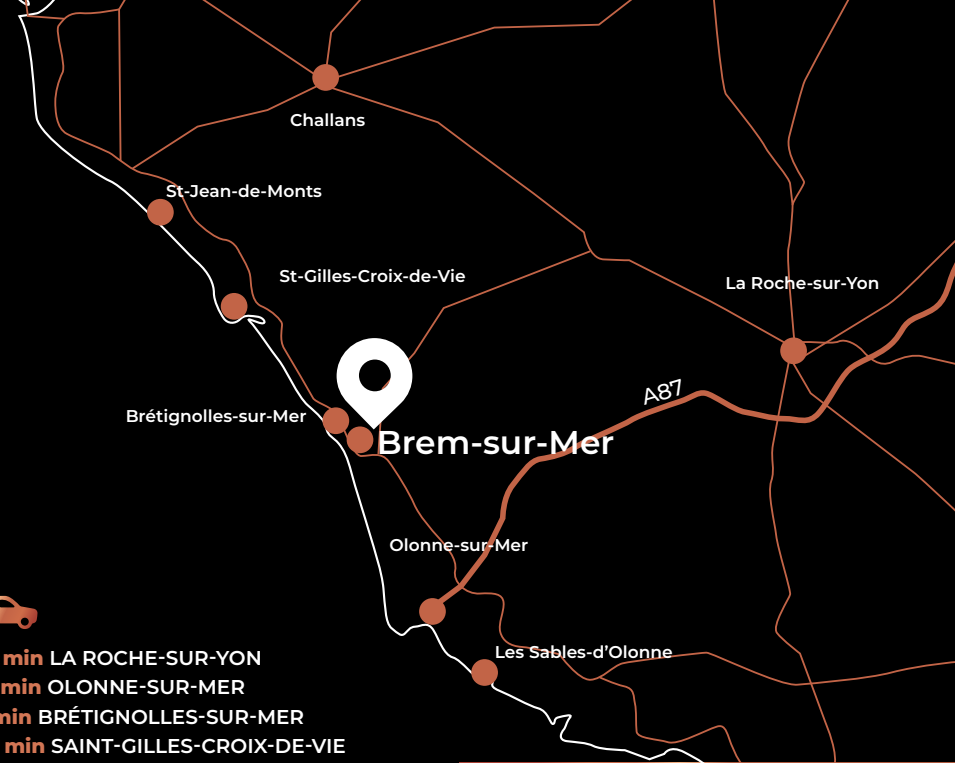 Challans
St-Jean-de-Monts
St-Gilles-Croix-de-Vie
La Roche-sur-Yon
A87
Brétignolles-sur-Mer
Brem-sur-Mer
Olonne-sur-Mer
Les Sables-d’Olonne
min LA ROCHE-SUR-YON
min OLONNE-SUR-MER
min BRÉTIGNOLLES-SUR-MER
min SAINT-GILLES-CROIX-DE-VIE